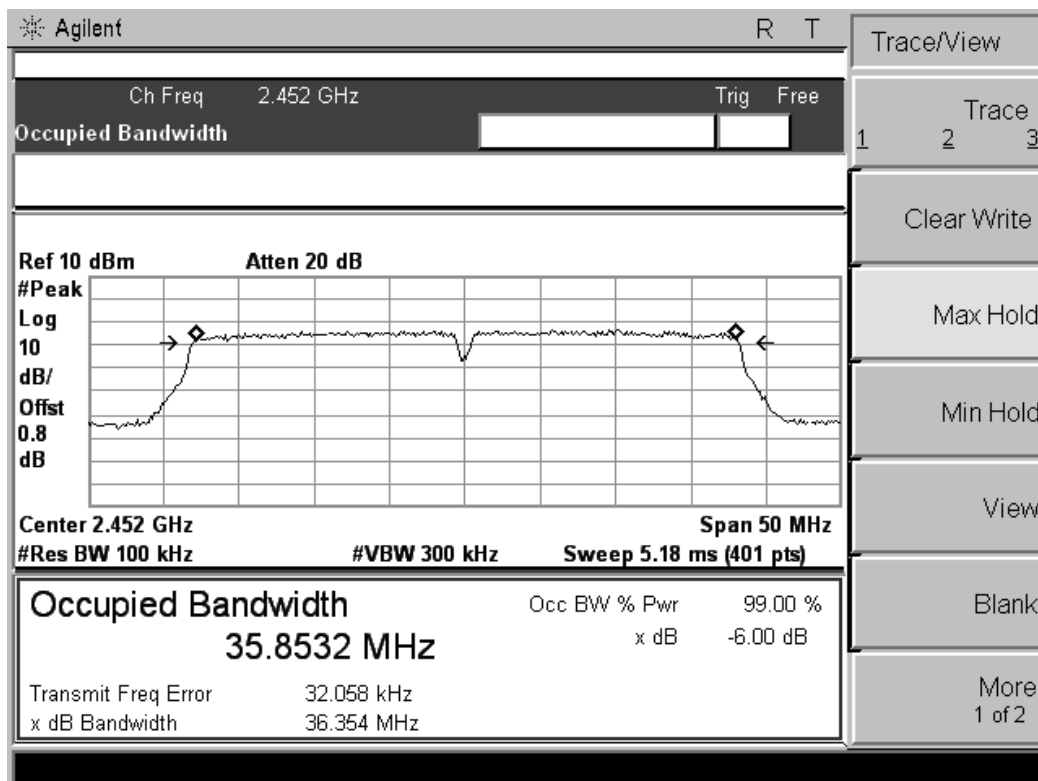 Agilent R T
Trace/View
Ch Freq 2.452 GHz Trig Free
Occupied Bandwidth
Trace
1 2 3
Clear Write
Max Hold
Min Hold
View
Blank
More
1 of 2
Ref 10 dBm Atten 20 dB
#Peak
Log
10
dB/
Offst
0.8
dB
Center 2.452 GHz Span 50 MHz
#Res BW 100 kHz #VBW 300 kHz Sweep 5.18 ms (401 pts)
Occupied Bandwidth Occ BW % Pwr 99.00 %
35.8532 MHz x dB -6.00 dB
Transmit Freq Error 32.058 kHz
x dB Bandwidth 36.354 MHz